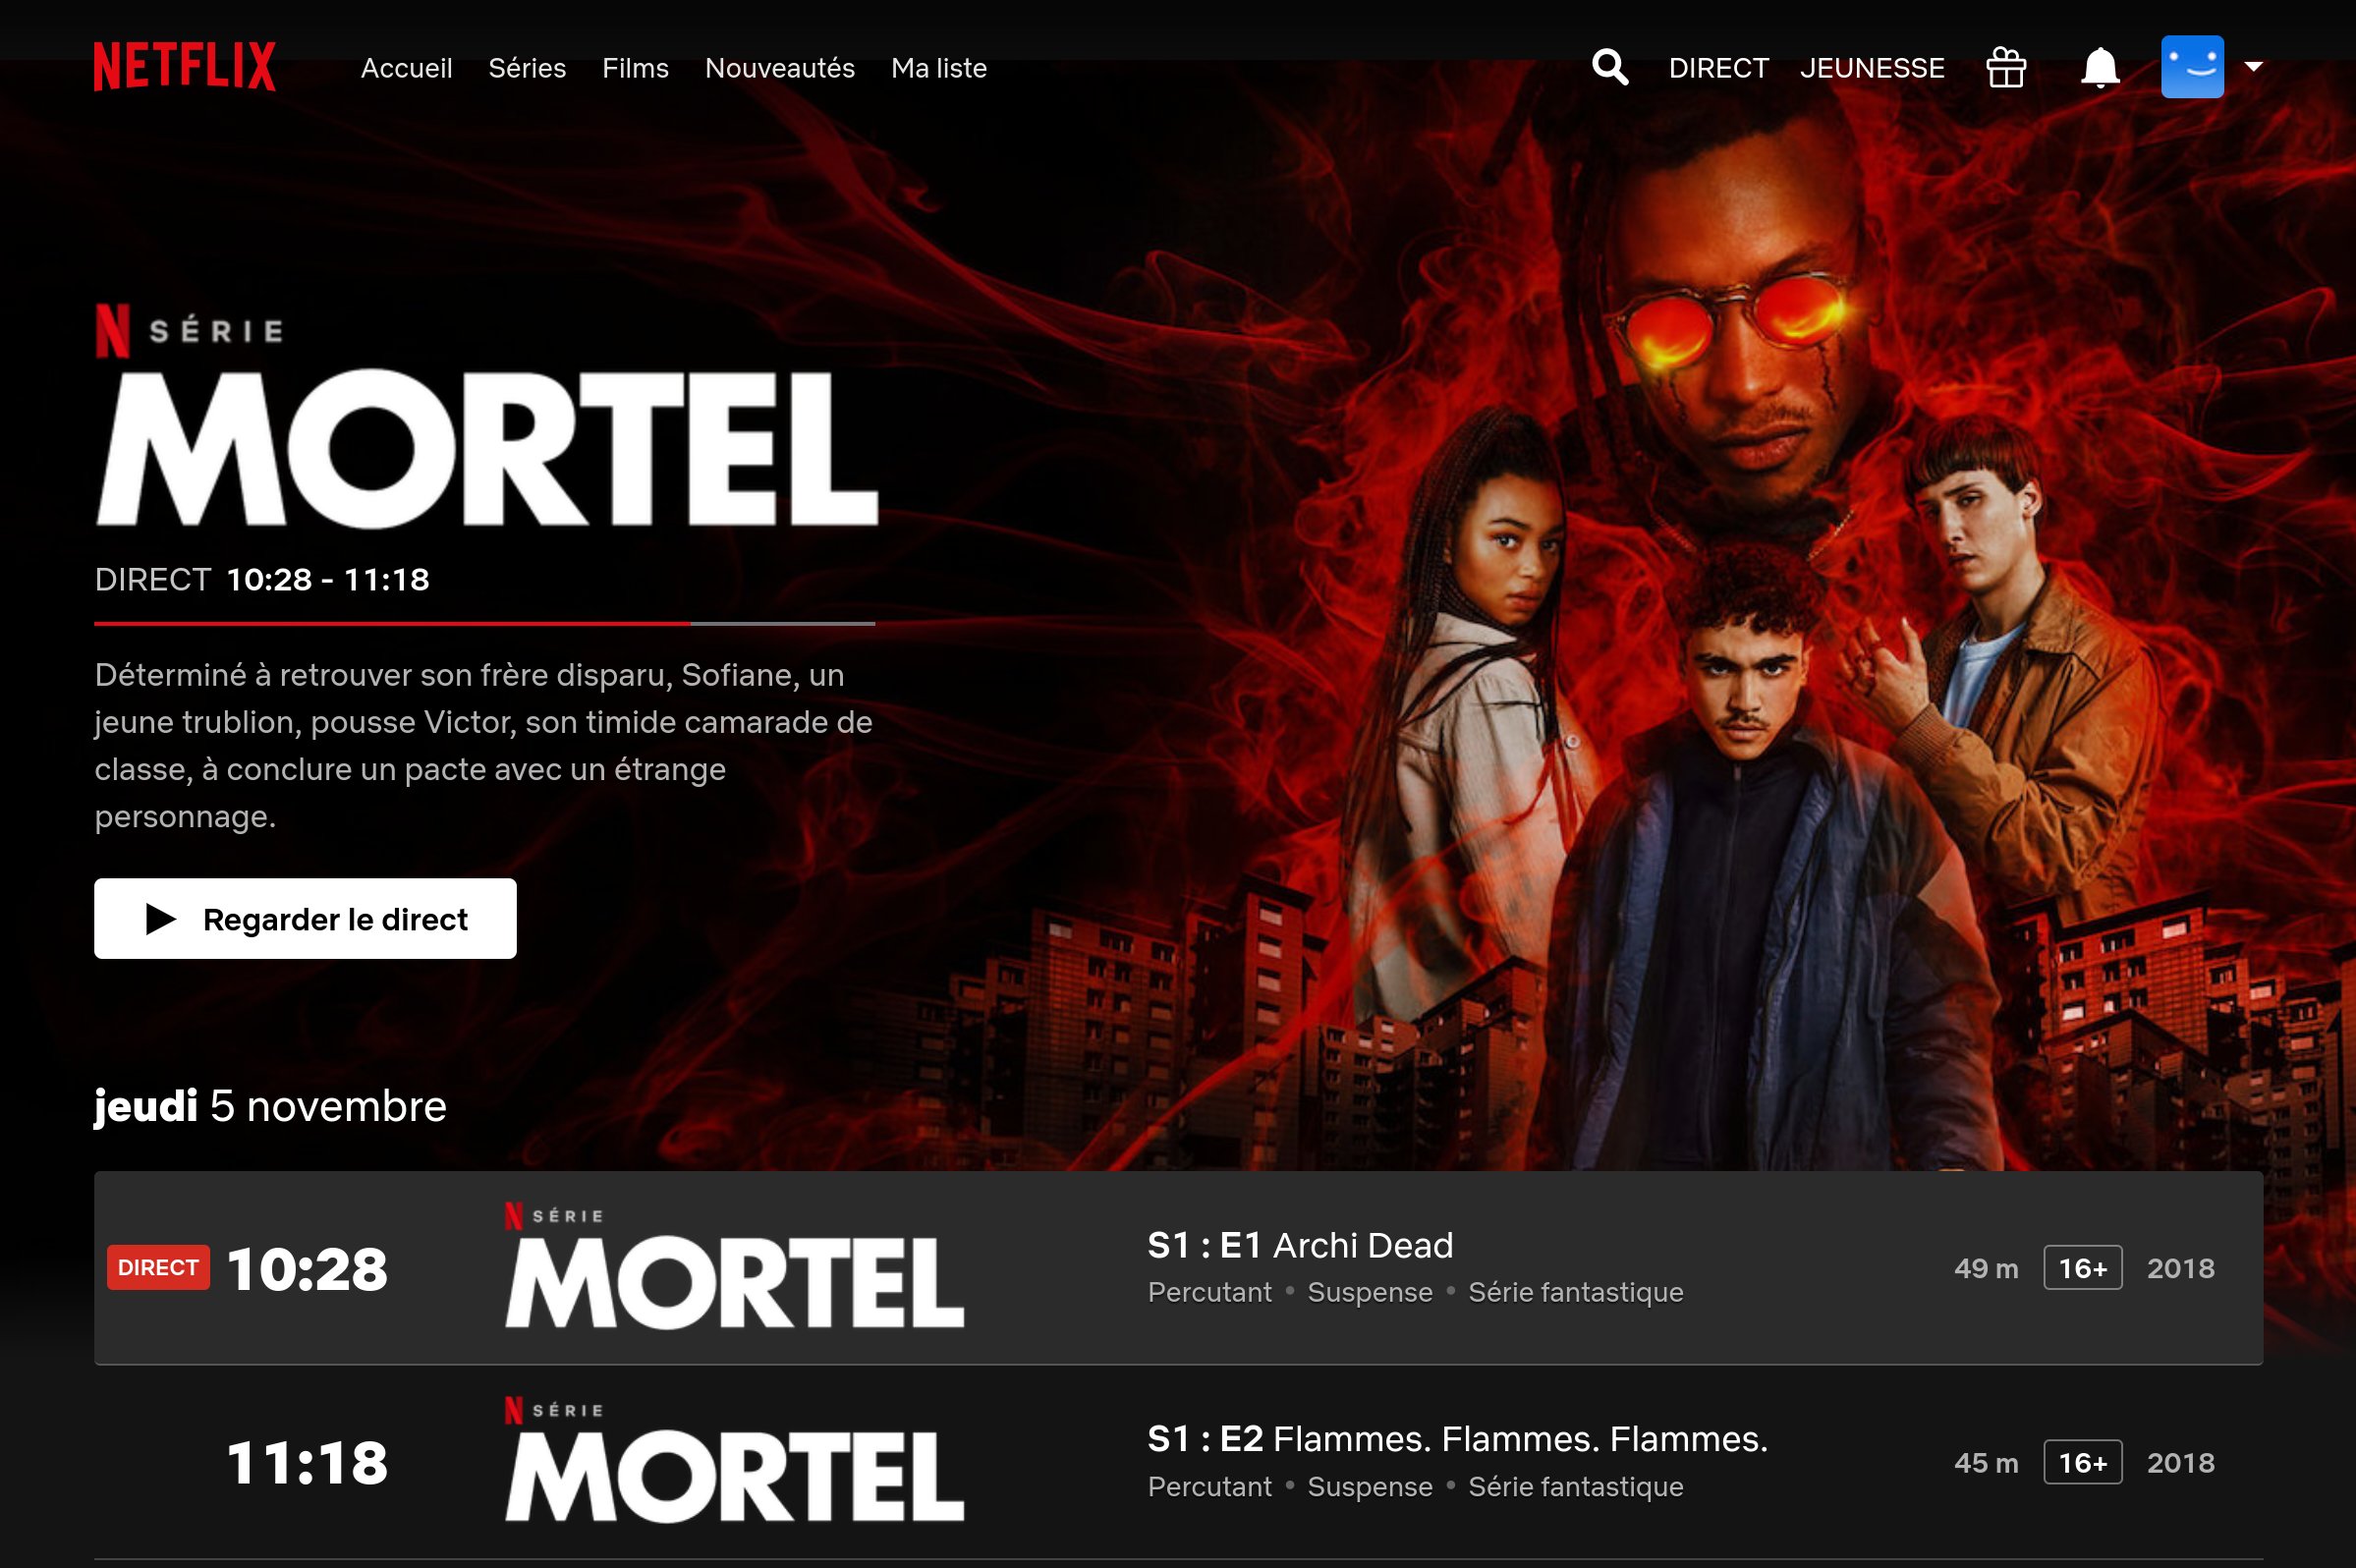 NETFLIX
Accueil Séries Films Nouveautés Ma liste
DIRECT JEUNESSE
N SÉRIE
MORTEL
DIRECT 10:28 - 11:18
Déterminé à retrouver son frère disparu, Sofiane, un
jeune trublion, pousse Victor, son timide camarade de
classe, à conclure un pacte avec un étrange
personnage.
Regarder le direct
jeudi 5 novembre
DIRECT 10:28
N SÉRIE
MORTEL
S1 : E1 Archi Dead
Percutant • Suspense • Série fantastique
49 m 16+ 2018
11:18
N SÉRIE
MORTEL
S1 : E2 Flammes. Flammes. Flammes.
Percutant • Suspense • Série fantastique
45 m 16+ 2018